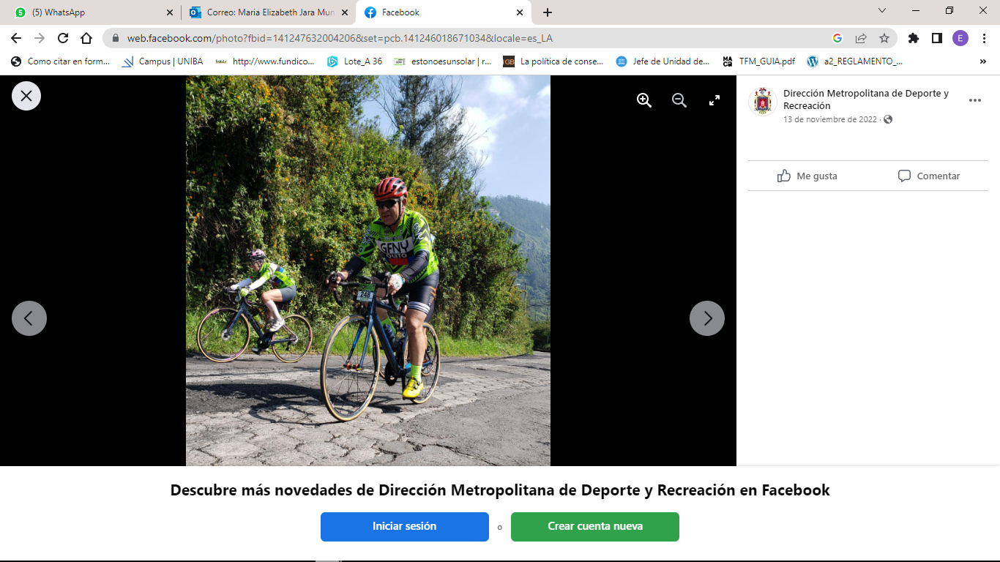 (5) WhatsApp
Correo: Maria Elizabeth Jara Mun
Facebook
web.facebook.com/photo?fbid=141247632004206&set=pcb.141246018671034&locale=es_LA
E
Como citar en form...
Campus | UNIBA
http://www.fundico...
Lote_A 36
estonoesunsolar | r...
La política de conse...
Jefe de Unidad de...
TFM_GUIA.pdf
a2_REGLAMENTO_...
»
Dirección Metropolitana de Deporte y
Recreación
13 de noviembre de 2022 ·
Me gusta
Comentar
GFNY
248
Descubre más novedades de Dirección Metropolitana de Deporte y Recreación en Facebook
Iniciar sesión
o
Crear cuenta nueva